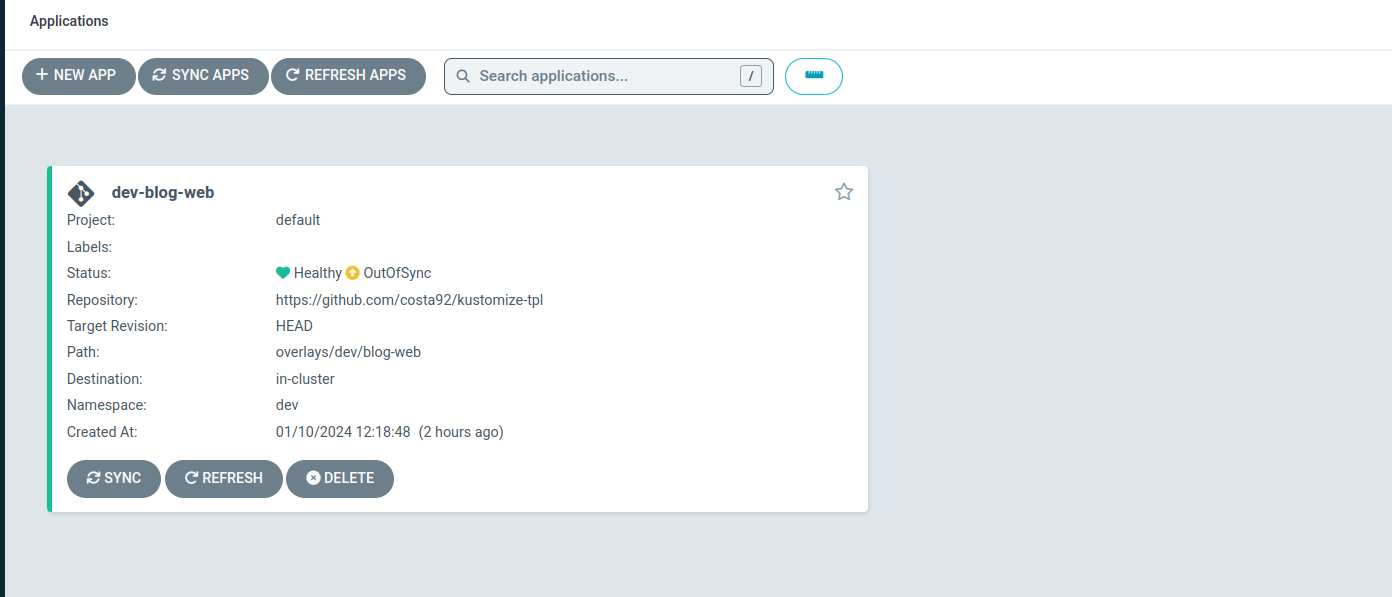 Applications
NEW APP SYNC APPS REFRESH APPS Search applications... /
dev-blog-web
Project: default
Labels:
Status: Healthy OutOfSync
Repository: https://github.com/costa92/kustomize-tpl
Target Revision: HEAD
Path: overlays/dev/blog-web
Destination: in-cluster
Namespace: dev
Created At: 01/10/2024 12:18:48 (2 hours ago)
SYNC REFRESH DELETE